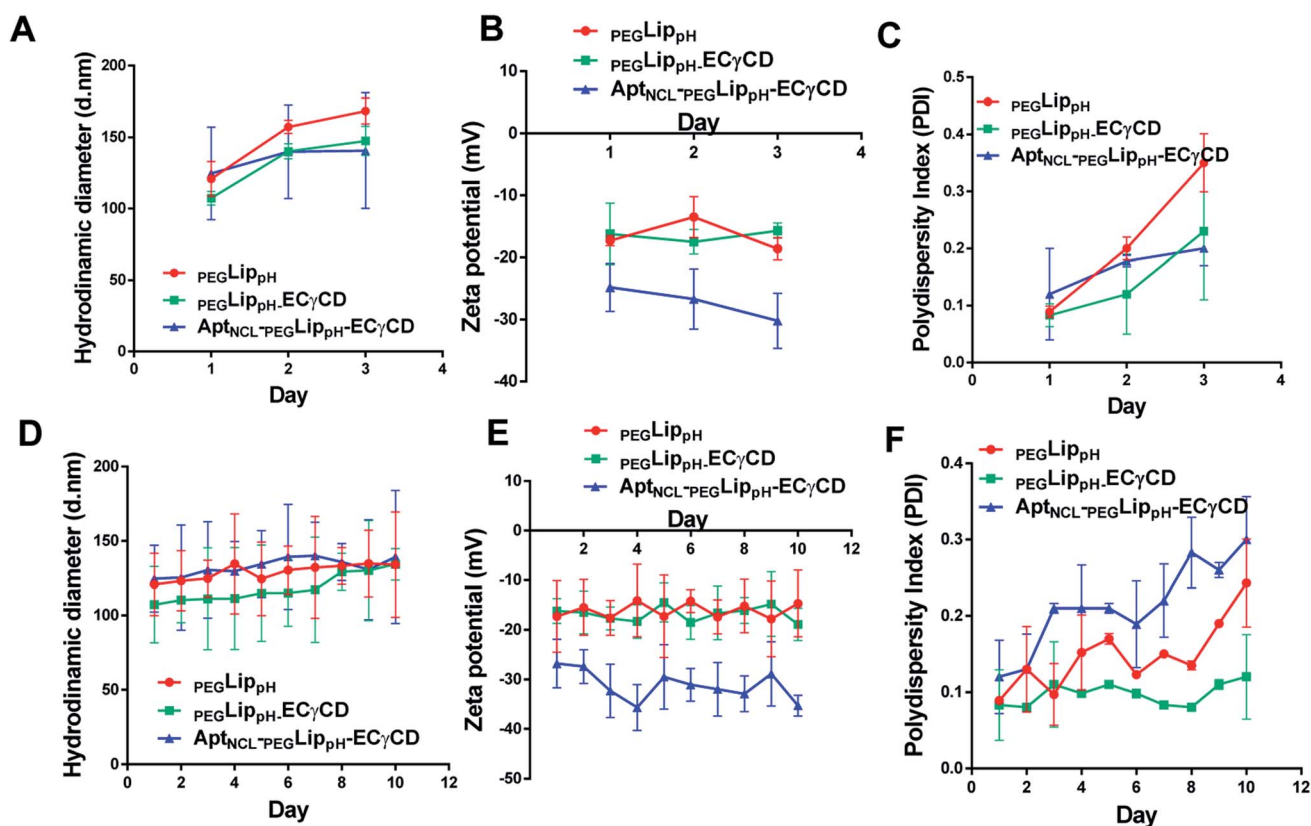 A
Hydrodinamic diameter (d.nm)
200
150
100
50
0
PEGLippH
PEGLippH-ECγCD
AptNCL-PEGLippH-ECγCD
0 1 2 3 4
Day
B
PEGLippH
PEGLippH-ECγCD
AptNCL-PEGLippH-ECγCD
Zeta potential (mV)
10
0
-10
-20
-30
-40
Day
1 2 3 4
C
Polydispersity Index (PDI)
0.5
0.4
0.3
0.2
0.1
0.0
PEGLippH
PEGLippH-ECγCD
AptNCL-PEGLippH-ECγCD
0 1 2 3 4
Day
D
Hydrodinamic diameter (d.nm)
200
150
100
50
0
PEGLippH
PEGLippH-ECγCD
AptNCL-PEGLippH-ECγCD
0 2 4 6 8 10 12
Day
E
PEGLippH
PEGLippH-ECγCD
AptNCL-PEGLippH-ECγCD
Zeta potential (mV)
10
0
-10
-20
-30
-40
-50
Day
2 4 6 8 10 12
F
Polydispersity Index (PDI)
0.4
0.3
0.2
0.1
0.0
PEGLippH
PEGLippH-ECγCD
AptNCL-PEGLippH-ECγCD
0 2 4 6 8 10 12
Day